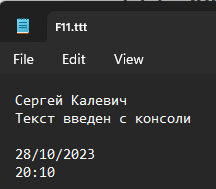 F11.ttt
File Edit View
Сергей Калевич
Текст введен с консоли
28/10/2023
20:10